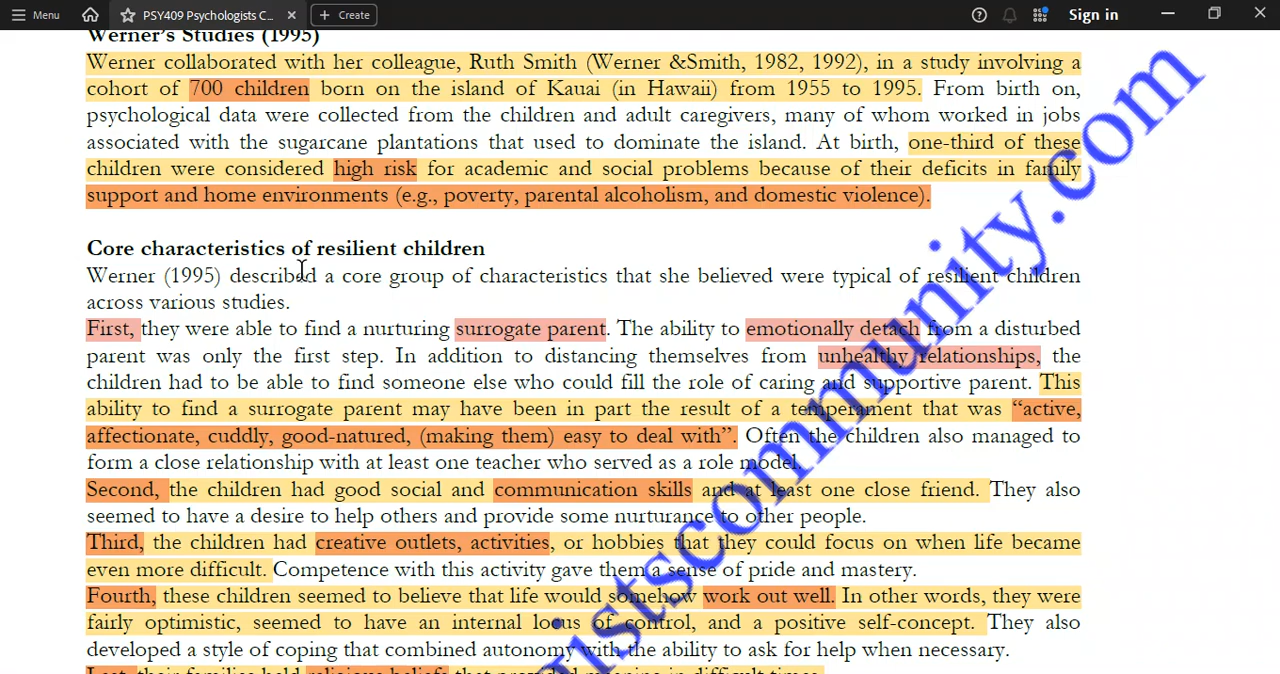 Menu
PSY409 Psychologists C...
Create
Sign in
Werner's Studies (1995)
Werner collaborated with her colleague, Ruth Smith (Werner &Smith, 1982, 1992), in a study involving a
cohort of 700 children born on the island of Kauai (in Hawaii) from 1955 to 1995. From birth on,
psychological data were collected from the children and adult caregivers, many of whom worked in jobs
associated with the sugarcane plantations that used to dominate the island. At birth, one-third of these
children were considered high risk for academic and social problems because of their deficits in family
support and home environments (e.g., poverty, parental alcoholism, and domestic violence).
Core characteristics of resilient children
Werner (1995) described a core group of characteristics that she believed were typical of resilient children
across various studies.
First, they were able to find a nurturing surrogate parent. The ability to emotionally detach from a disturbed
parent was only the first step. In addition to distancing themselves from unhealthy relationships, the
children had to be able to find someone else who could fill the role of caring and supportive parent. This
ability to find a surrogate parent may have been in part the result of a temperament that was “active,
affectionate, cuddly, good-natured, (making them) easy to deal with”. Often the children also managed to
form a close relationship with at least one teacher who served as a role model.
Second, the children had good social and communication skills and at least one close friend. They also
seemed to have a desire to help others and provide some nurturance to other people.
Third, the children had creative outlets, activities, or hobbies that they could focus on when life became
even more difficult. Competence with this activity gave them a sense of pride and mastery.
Fourth, these children seemed to believe that life would somehow work out well. In other words, they were
fairly optimistic, seemed to have an internal locus of control, and a positive self-concept. They also
developed a style of coping that combined autonomy with the ability to ask for help when necessary.
Last, their families held religious beliefs that provided meaning in difficult times.
ustscommunity.com